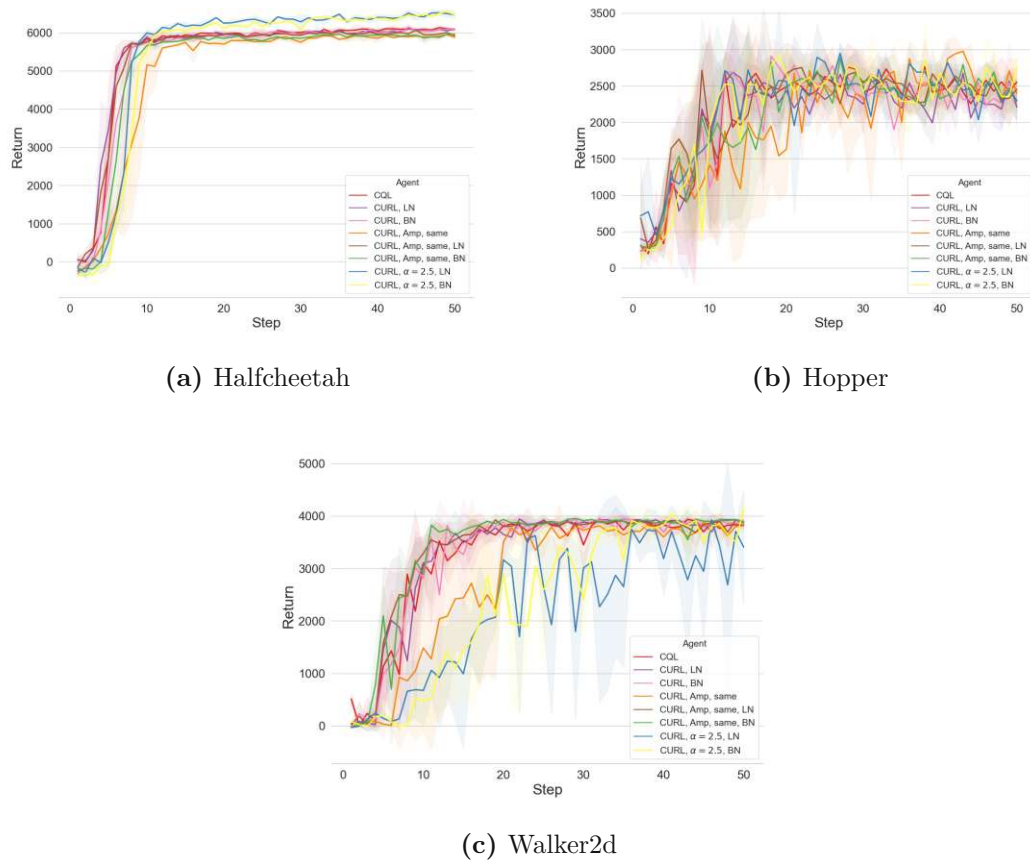 6000
5000
4000
3000
2000
1000
0
Return
0 10 20 30 40 50
Step
Agent
CQL
CURL, LN
CURL, BN
CURL, Amp, same
CURL, Amp, same, LN
CURL, Amp, same, BN
CURL, α = 2.5, LN
CURL, α = 2.5, BN
(a) Halfcheetah
3500
3000
2500
2000
1500
1000
500
0
Return
0 10 20 30 40 50
Step
Agent
CQL
CURL, LN
CURL, BN
CURL, Amp, same
CURL, Amp, same, LN
CURL, Amp, same, BN
CURL, α = 2.5, LN
CURL, α = 2.5, BN
(b) Hopper
5000
4000
3000
2000
1000
0
Return
0 10 20 30 40 50
Step
Agent
CQL
CURL, LN
CURL, BN
CURL, Amp, same
CURL, Amp, same, LN
CURL, Amp, same, BN
CURL, α = 2.5, LN
CURL, α = 2.5, BN
(c) Walker2d